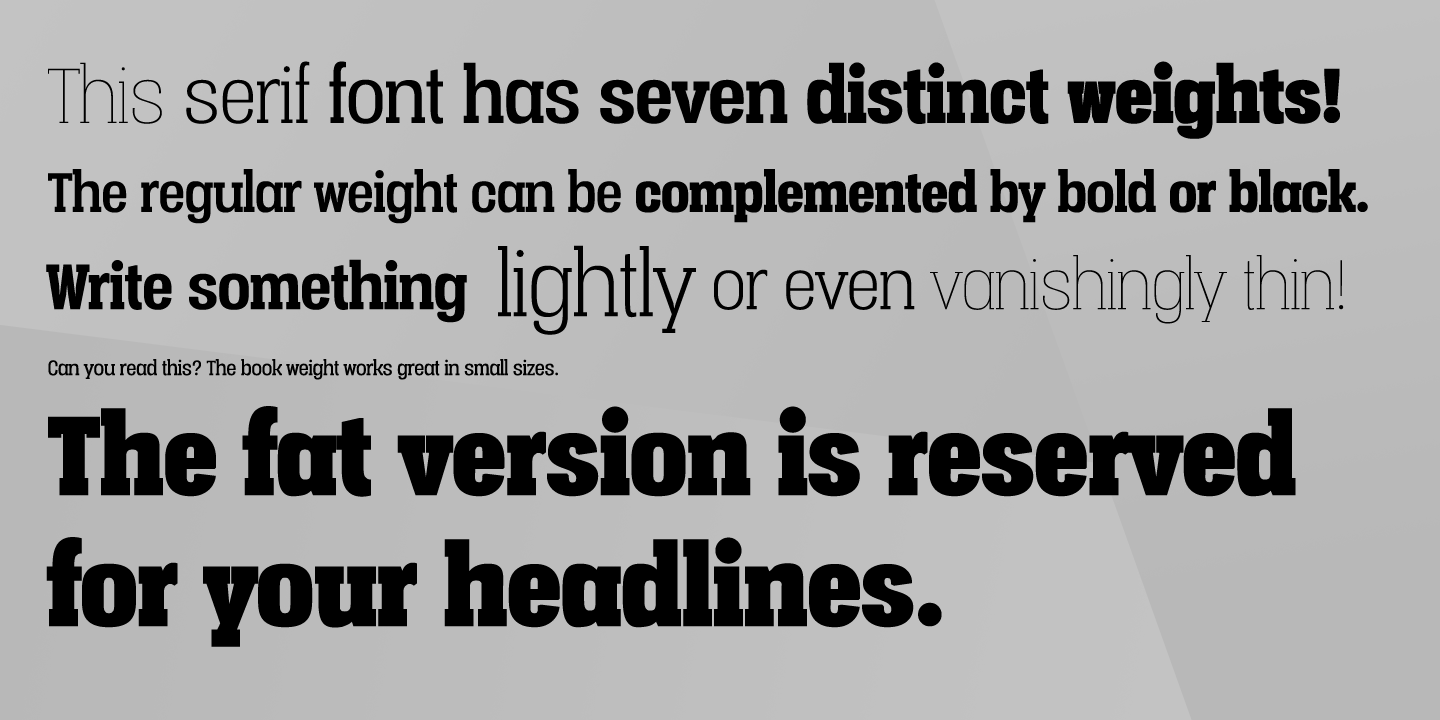 This serif font has seven distinct weights!
The regular weight can be complemented by bold or black.
Write something lightly or even vanishingly thin!
Can you read this? The book weight works great in small sizes.
The fat version is reserved
for your headlines.